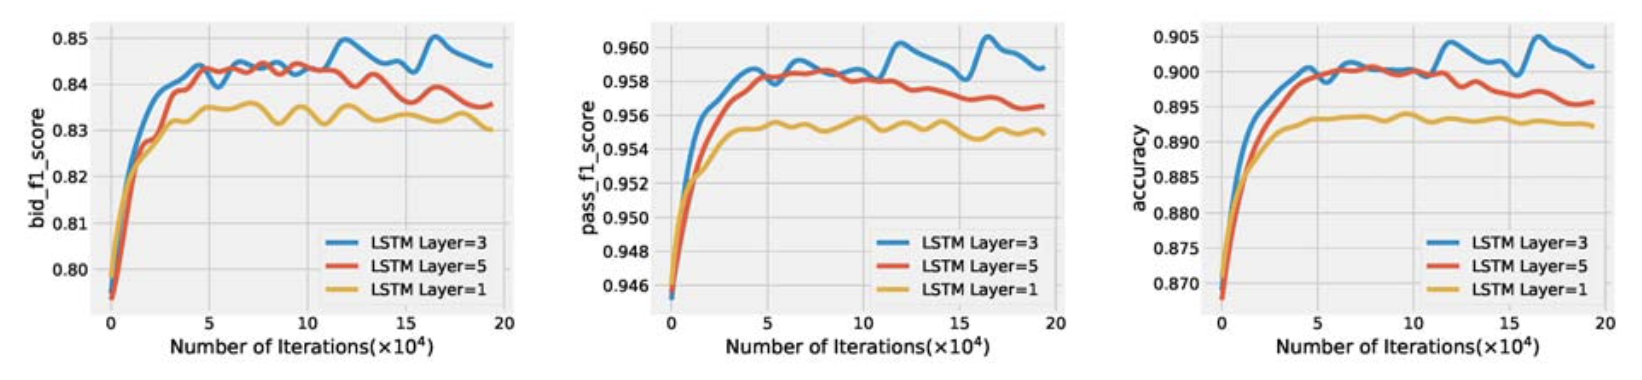 bid_f1_score
0.85
0.84
0.83
0.82
0.81
0.80
0 5 10 15 20
Number of Iterations(×10⁴)
LSTM Layer=3
LSTM Layer=5
LSTM Layer=1
pass_f1_score
0.960
0.958
0.956
0.954
0.952
0.950
0.948
0.946
0 5 10 15 20
Number of Iterations(×10⁴)
LSTM Layer=3
LSTM Layer=5
LSTM Layer=1
accuracy
0.905
0.900
0.895
0.890
0.885
0.880
0.875
0.870
0 5 10 15 20
Number of Iterations(×10⁴)
LSTM Layer=3
LSTM Layer=5
LSTM Layer=1